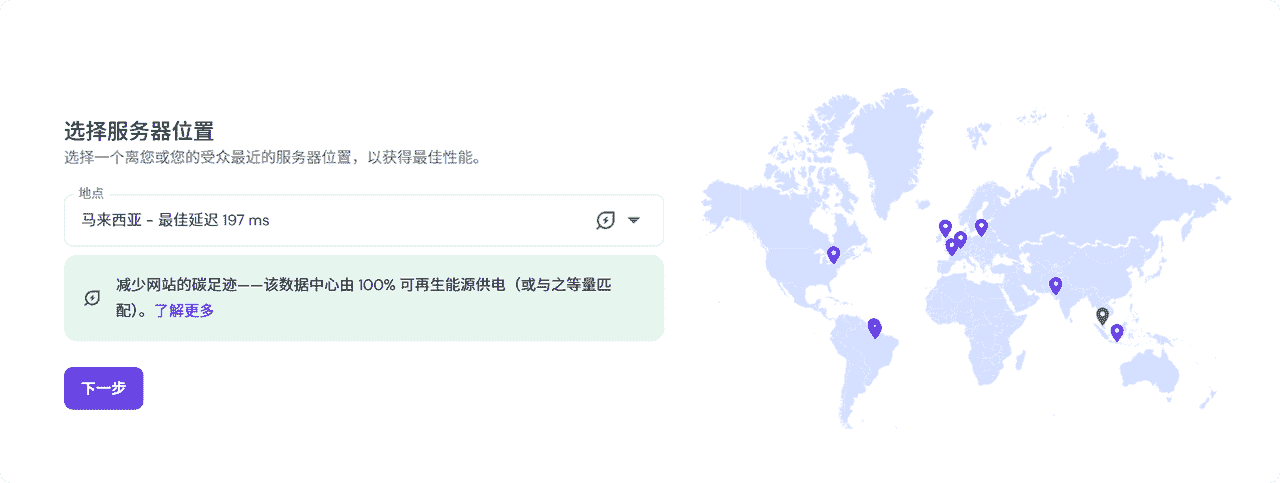 选择服务器位置
选择一个离您或您的受众最近的服务器位置，以获得最佳性能。
地点
马来西亚 - 最佳延迟 197 ms
减少网站的碳足迹——该数据中心由 100% 可再生能源供电（或与之等量匹
配）。了解更多
下一步